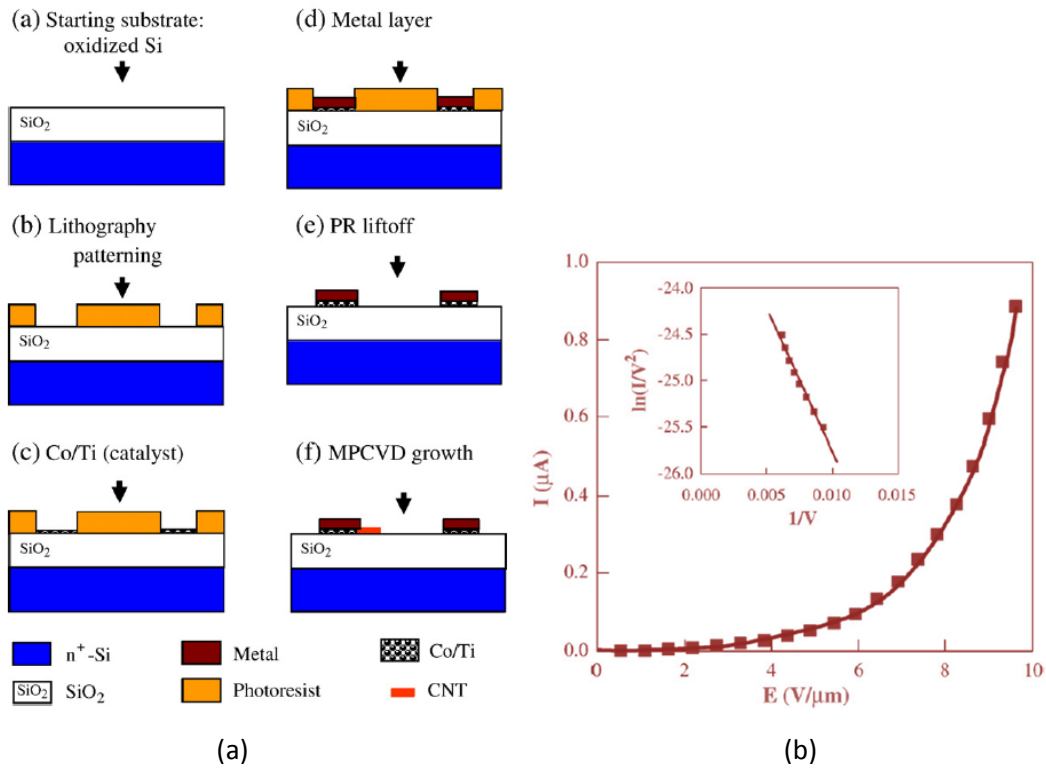 (a) Starting substrate:
oxidized Si
SiO2
(b) Lithography
patterning
SiO2
(c) Co/Ti (catalyst)
SiO2
(d) Metal layer
SiO2
(e) PR liftoff
SiO2
(f) MPCVD growth
SiO2
n+-Si
Metal
Co/Ti
SiO2 SiO2
Photoresist
CNT
(a)
1.0
0.8
0.6
0.4
0.2
0.0
I (μA)
0
2
4
6
8
10
E (V/μm)
-24.0
-24.5
-25.0
-25.5
-26.0
ln(I/V2)
0.000 0.005 0.010 0.015
1/V
(b)